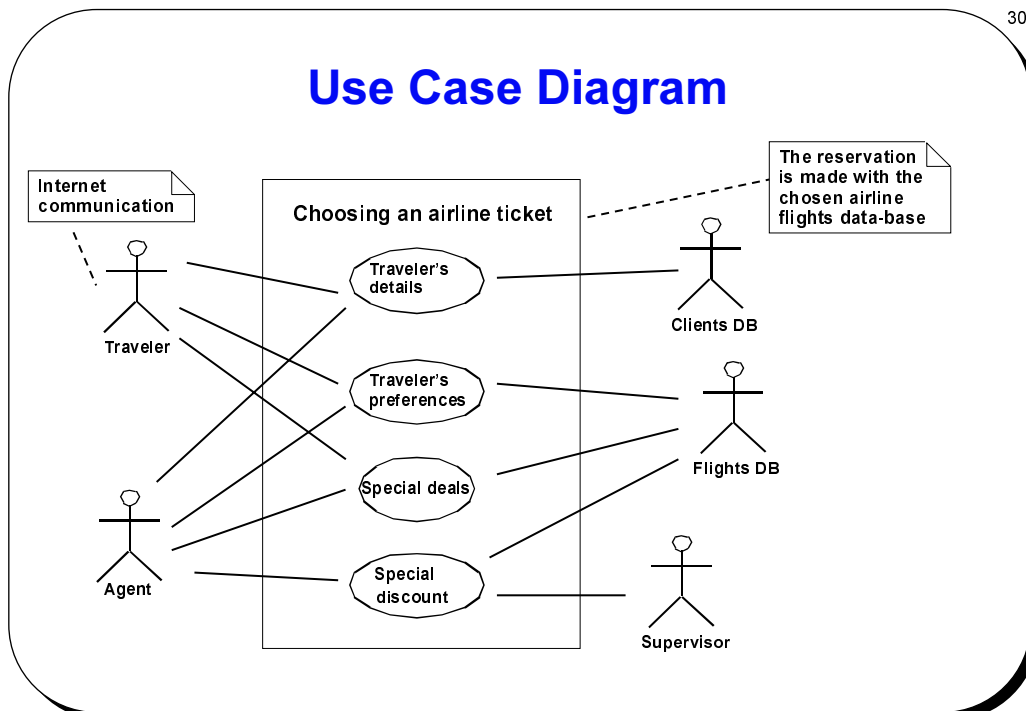 30
Use Case Diagram
Internet
communication
The reservation
is made with the
chosen airline
flights data-base
Choosing an airline ticket
Traveler's
details
Clients DB
Traveler
Traveler's
preferences
Flights DB
Special deals
Agent
Special
discount
Supervisor